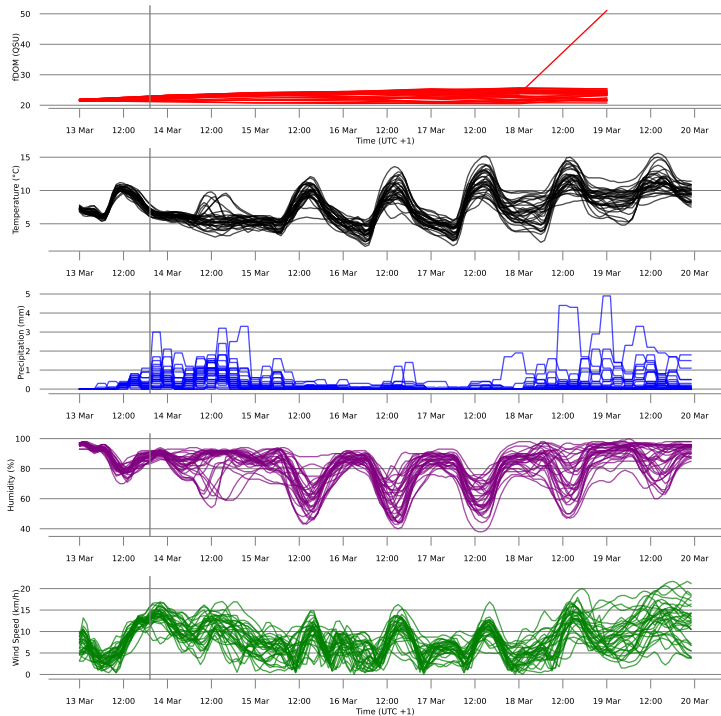 50
40
30
20
fDOM (QSU)
13 Mar 12:00 14 Mar 12:00 15 Mar 12:00 16 Mar 12:00 17 Mar 12:00 18 Mar 12:00 19 Mar 12:00 20 Mar
Time (UTC +1)
15
10
5
Temperature (°C)
13 Mar 12:00 14 Mar 12:00 15 Mar 12:00 16 Mar 12:00 17 Mar 12:00 18 Mar 12:00 19 Mar 12:00 20 Mar
5
4
3
2
1
0
Precipitation (mm)
13 Mar 12:00 14 Mar 12:00 15 Mar 12:00 16 Mar 12:00 17 Mar 12:00 18 Mar 12:00 19 Mar 12:00 20 Mar
100
80
60
40
Humidity (%)
13 Mar 12:00 14 Mar 12:00 15 Mar 12:00 16 Mar 12:00 17 Mar 12:00 18 Mar 12:00 19 Mar 12:00 20 Mar
20
15
10
5
0
Wind Speed (km/h)
13 Mar 12:00 14 Mar 12:00 15 Mar 12:00 16 Mar 12:00 17 Mar 12:00 18 Mar 12:00 19 Mar 12:00 20 Mar
Time (UTC +1)